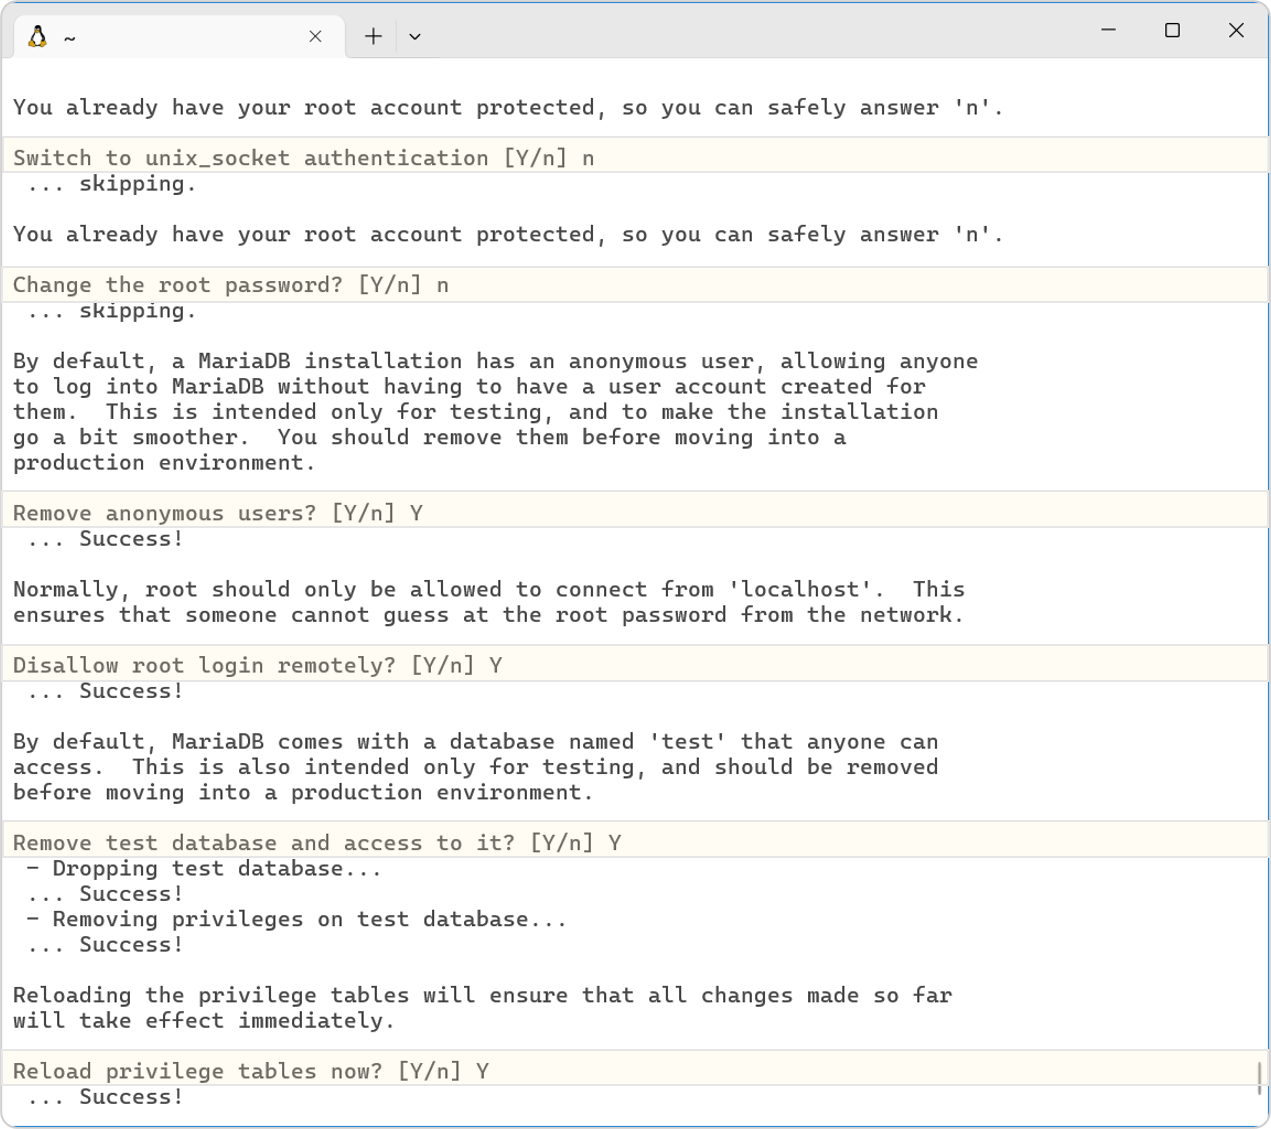 ~
You already have your root account protected, so you can safely answer 'n'.
Switch to unix_socket authentication [Y/n] n
 ... skipping.
You already have your root account protected, so you can safely answer 'n'.
Change the root password? [Y/n] n
 ... skipping.
By default, a MariaDB installation has an anonymous user, allowing anyone
to log into MariaDB without having to have a user account created for
them.  This is intended only for testing, and to make the installation
go a bit smoother.  You should remove them before moving into a
production environment.
Remove anonymous users? [Y/n] Y
 ... Success!
Normally, root should only be allowed to connect from 'localhost'.  This
ensures that someone cannot guess at the root password from the network.
Disallow root login remotely? [Y/n] Y
 ... Success!
By default, MariaDB comes with a database named 'test' that anyone can
access.  This is also intended only for testing, and should be removed
before moving into a production environment.
Remove test database and access to it? [Y/n] Y
 - Dropping test database...
 ... Success!
 - Removing privileges on test database...
 ... Success!
Reloading the privilege tables will ensure that all changes made so far
will take effect immediately.
Reload privilege tables now? [Y/n] Y
 ... Success!